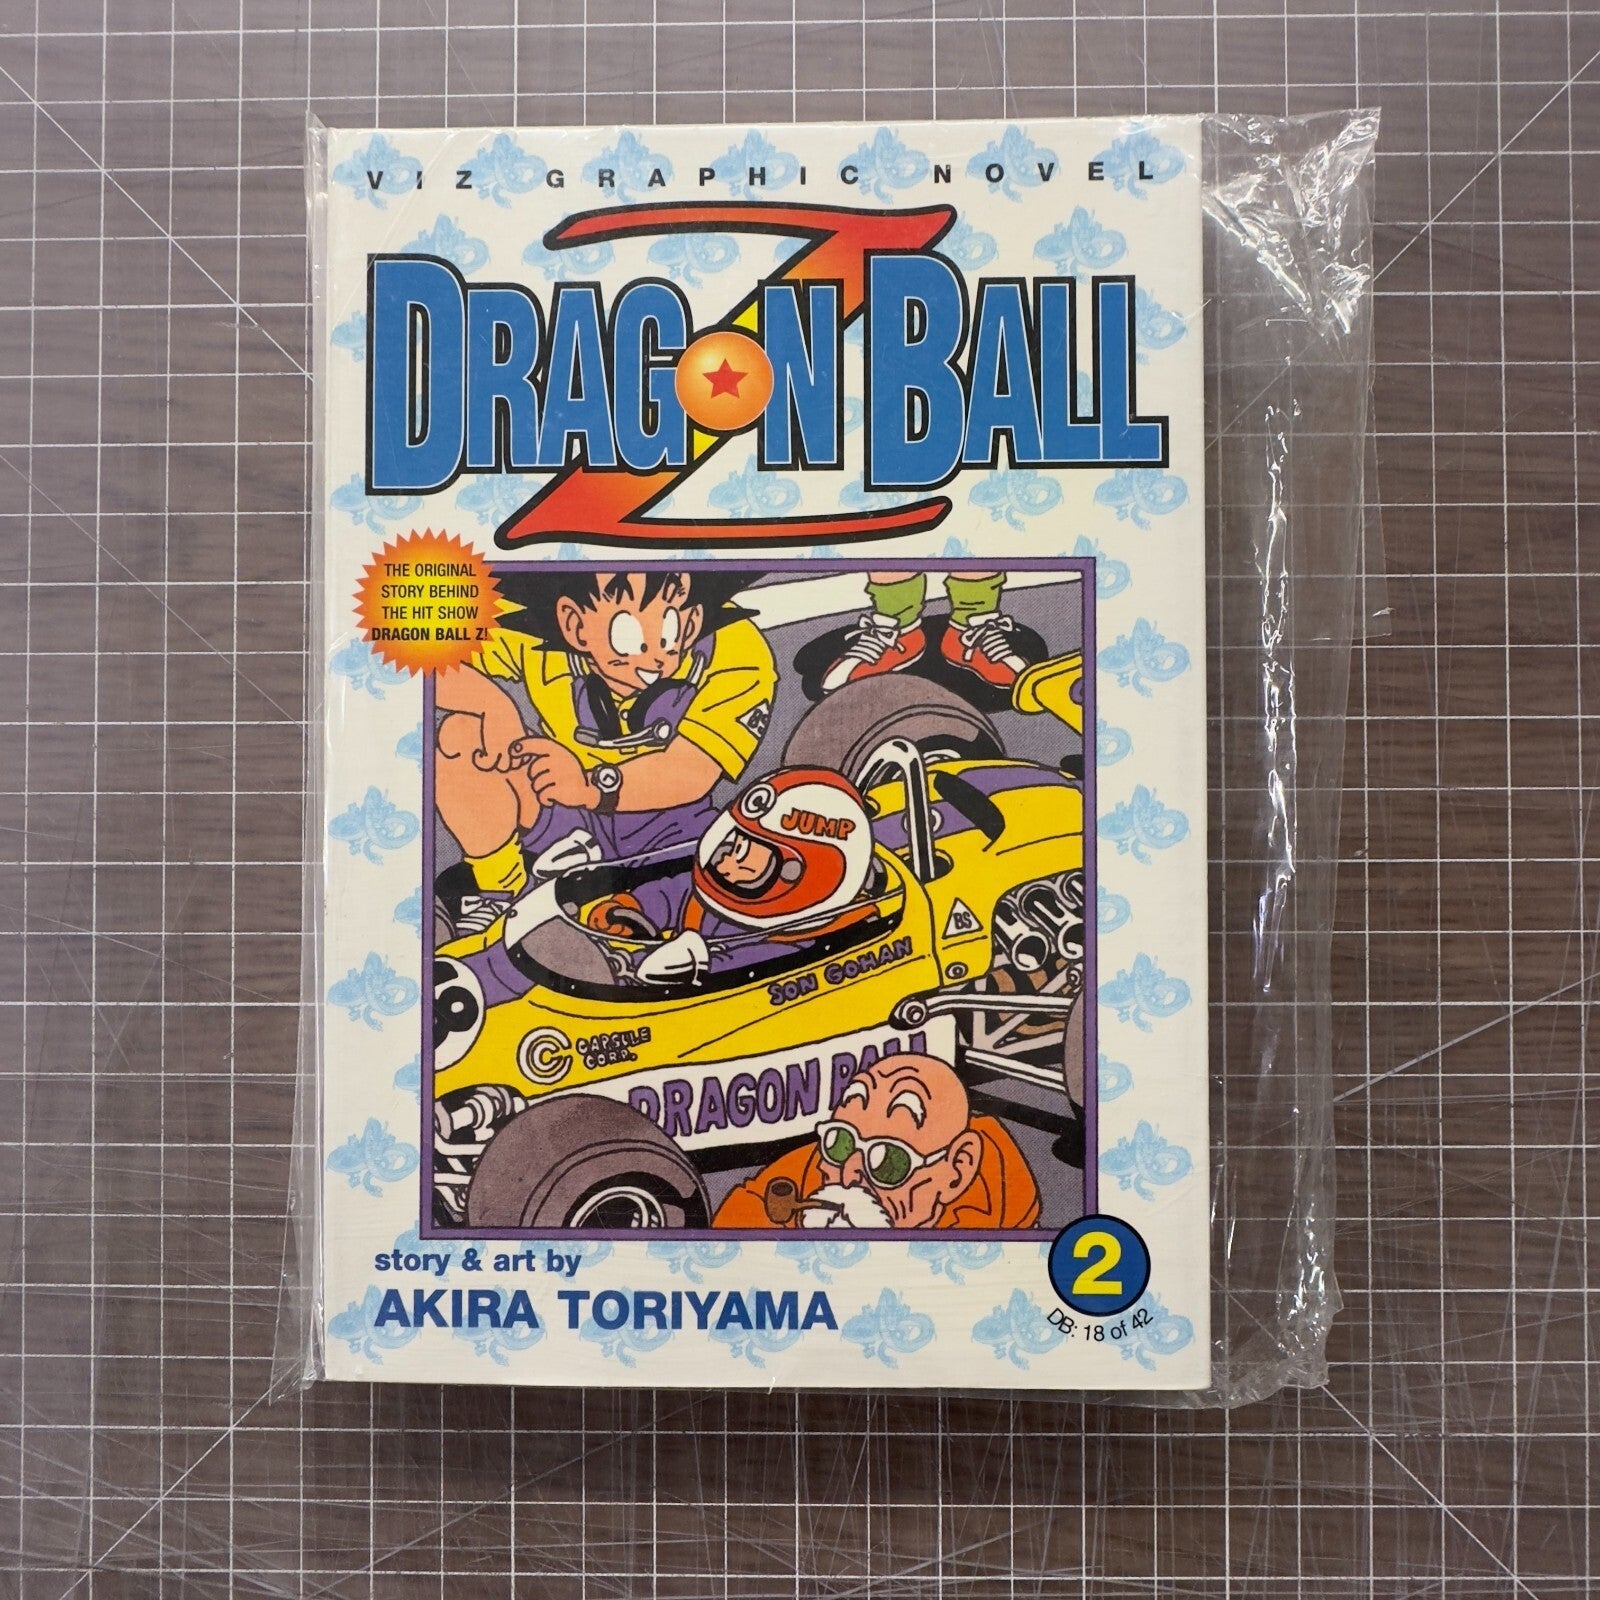 VIZ GRAPHIC NOVEL
DRAGON BALL
Z
THE ORIGINAL
STORY BEHIND
THE HIT SHOW
DRAGON BALL Z!
BS
C JUMP
BS
SON GOHAN
8
C CAPSULE
CORP.
DRAGON BALL
story & art by
AKIRA TORIYAMA
2
DB: 18 of 42